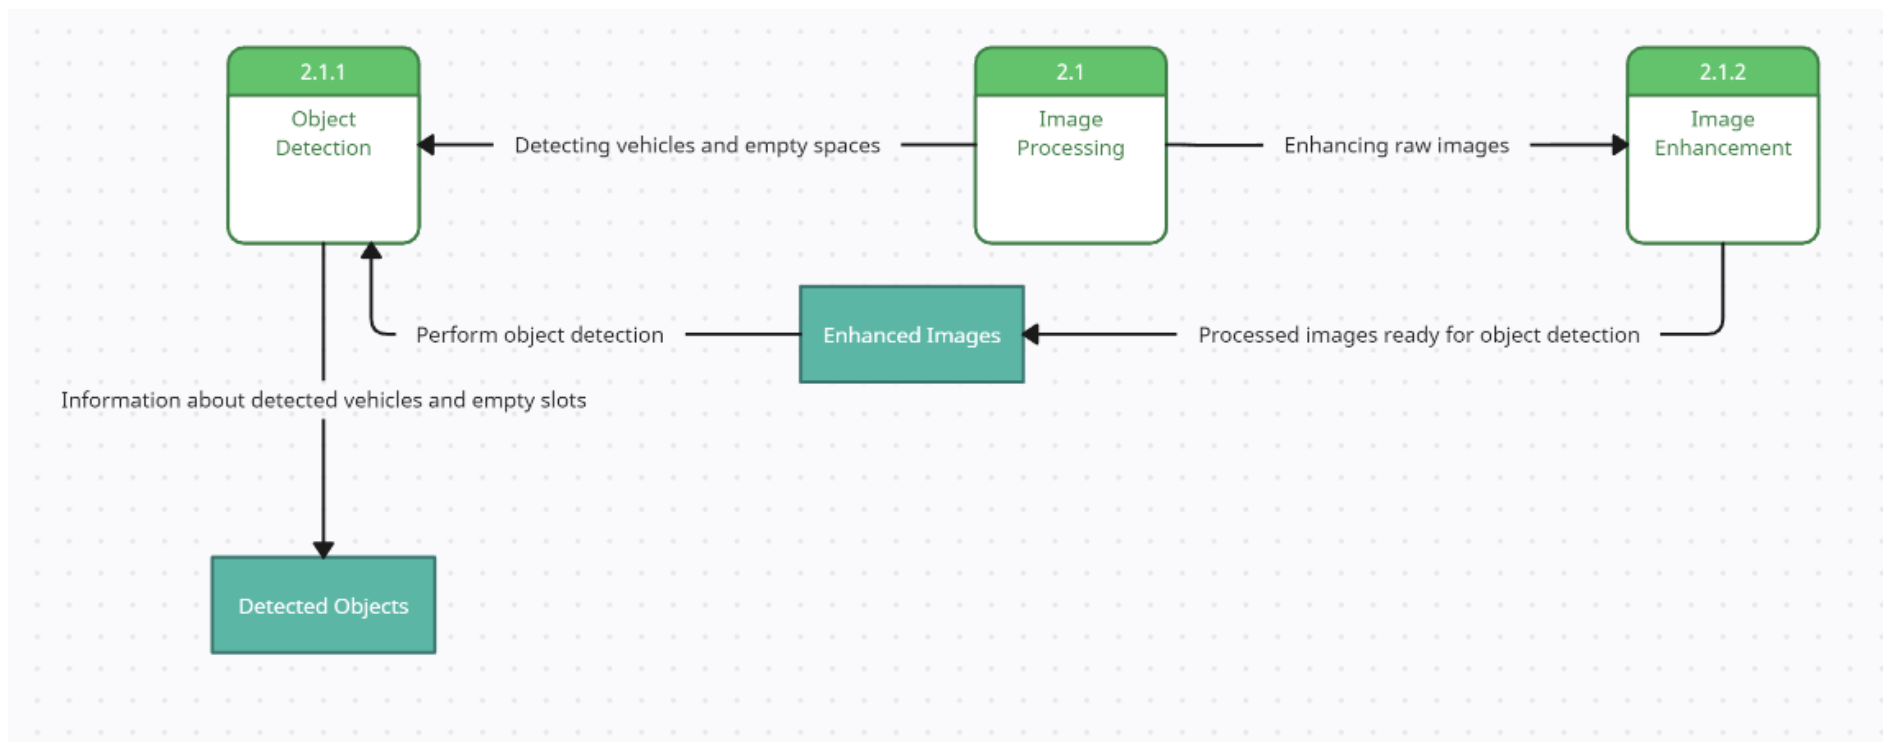 2.1.1
Object
Detection
Detecting vehicles and empty spaces
2.1
Image
Processing
Enhancing raw images
2.1.2
Image
Enhancement
Perform object detection
Enhanced Images
Processed images ready for object detection
Information about detected vehicles and empty slots
Detected Objects